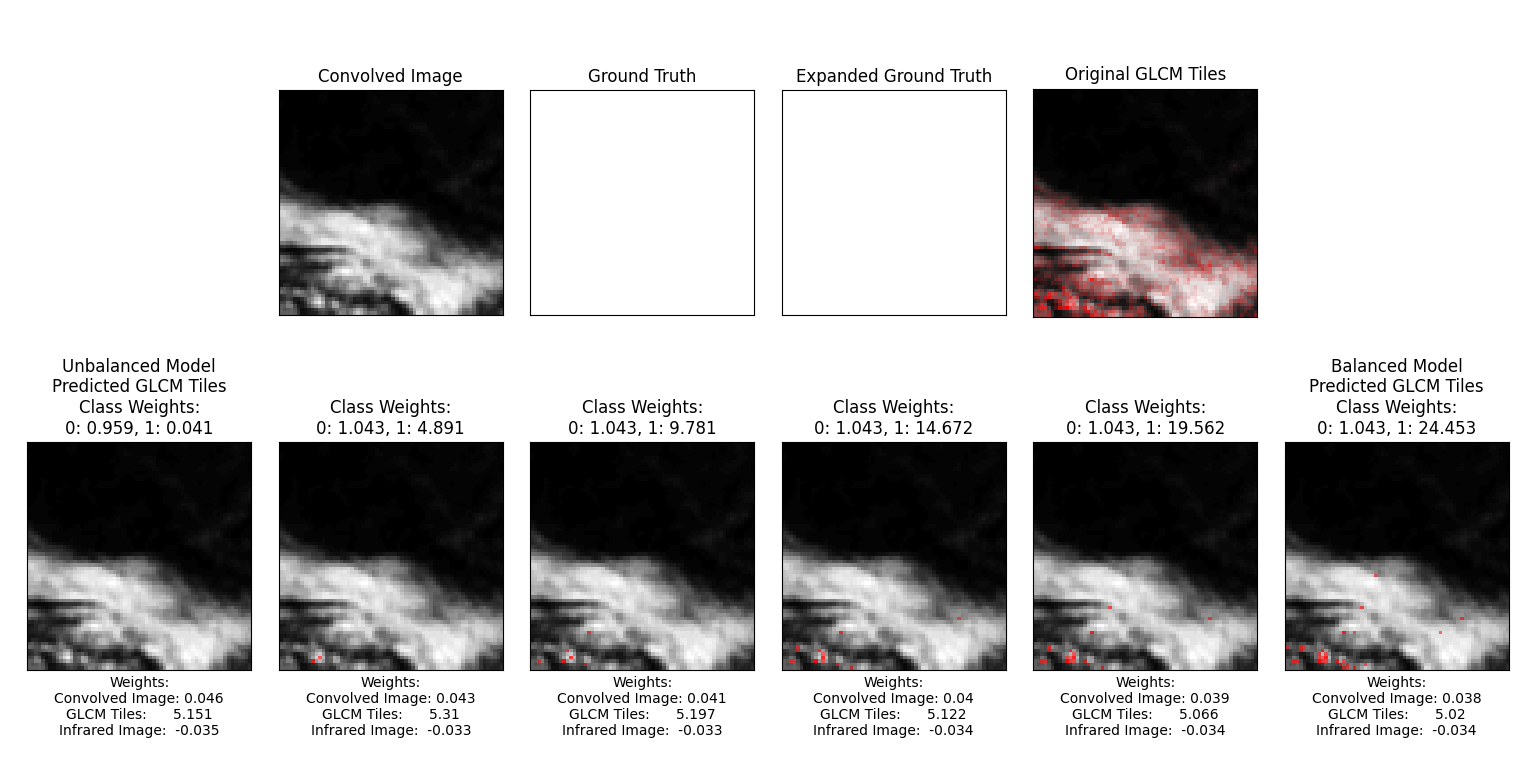 Convolved Image
Ground Truth
Expanded Ground Truth
Original GLCM Tiles
Unbalanced Model
Predicted GLCM Tiles
Class Weights:
0: 0.959, 1: 0.041
Class Weights:
0: 1.043, 1: 4.891
Class Weights:
0: 1.043, 1: 9.781
Class Weights:
0: 1.043, 1: 14.672
Class Weights:
0: 1.043, 1: 19.562
Balanced Model
Predicted GLCM Tiles
Class Weights:
0: 1.043, 1: 24.453
Weights:
Convolved Image: 0.046
GLCM Tiles: 5.151
Infrared Image: -0.035
Weights:
Convolved Image: 0.043
GLCM Tiles: 5.31
Infrared Image: -0.033
Weights:
Convolved Image: 0.041
GLCM Tiles: 5.197
Infrared Image: -0.033
Weights:
Convolved Image: 0.04
GLCM Tiles: 5.122
Infrared Image: -0.034
Weights:
Convolved Image: 0.039
GLCM Tiles: 5.066
Infrared Image: -0.034
Weights:
Convolved Image: 0.038
GLCM Tiles: 5.02
Infrared Image: -0.034